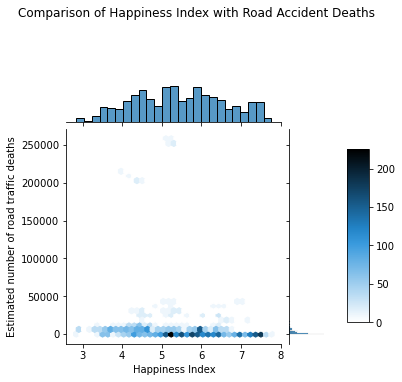 Comparison of Happiness Index with Road Accident Deaths
Estimated number of road traffic deaths
250000
200000
150000
100000
50000
0
3 4 5 6 7 8
Happiness Index
200
150
100
50
0